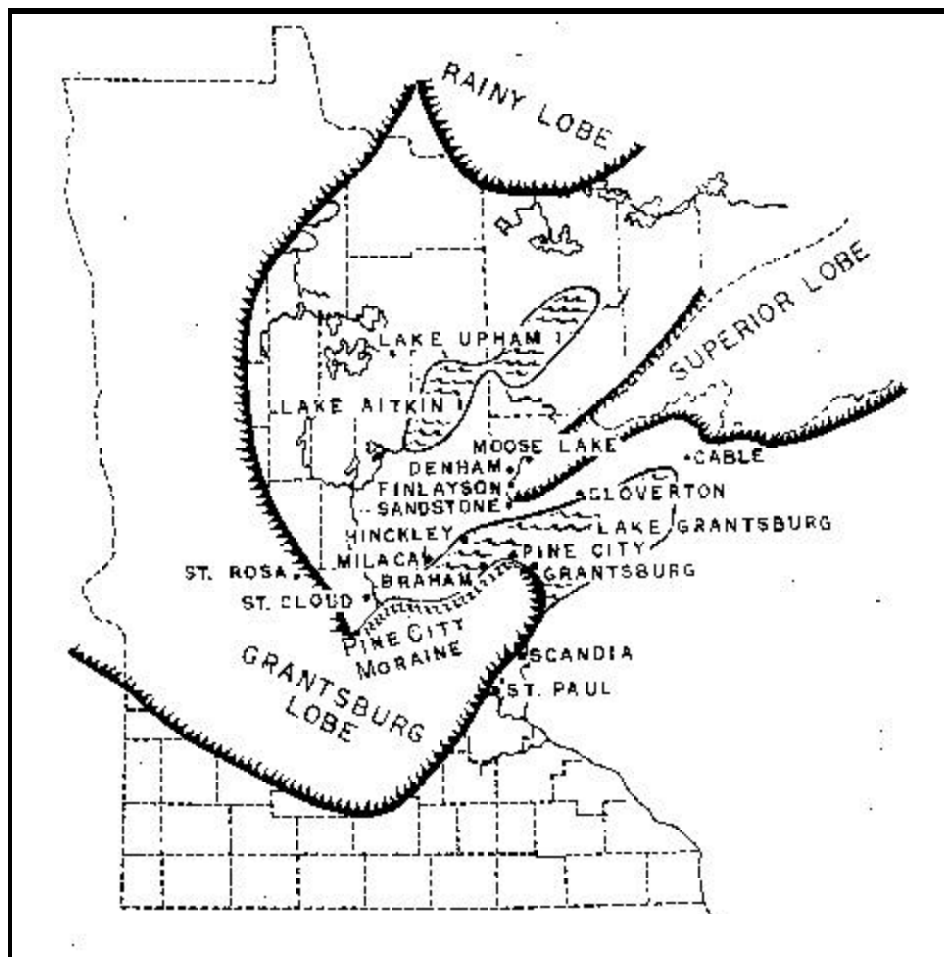 RAINY LOBE
SUPERIOR LOBE
LAKE UPHAM
LAKE AITKIN I
MOOSE LAKE
CABLE
DENHAM
FINLAYSON
CLOVERTON
SANDSTONE
LAKE GRANTSBURG
HINCKLEY
PINE CITY
MILACA
GRANTSBURG
BRAHAM
ST. ROSA
ST. CLOUD
PINE CITY
MORAINE
SCANDIA
GRANTSBURG
LOBE
ST. PAUL